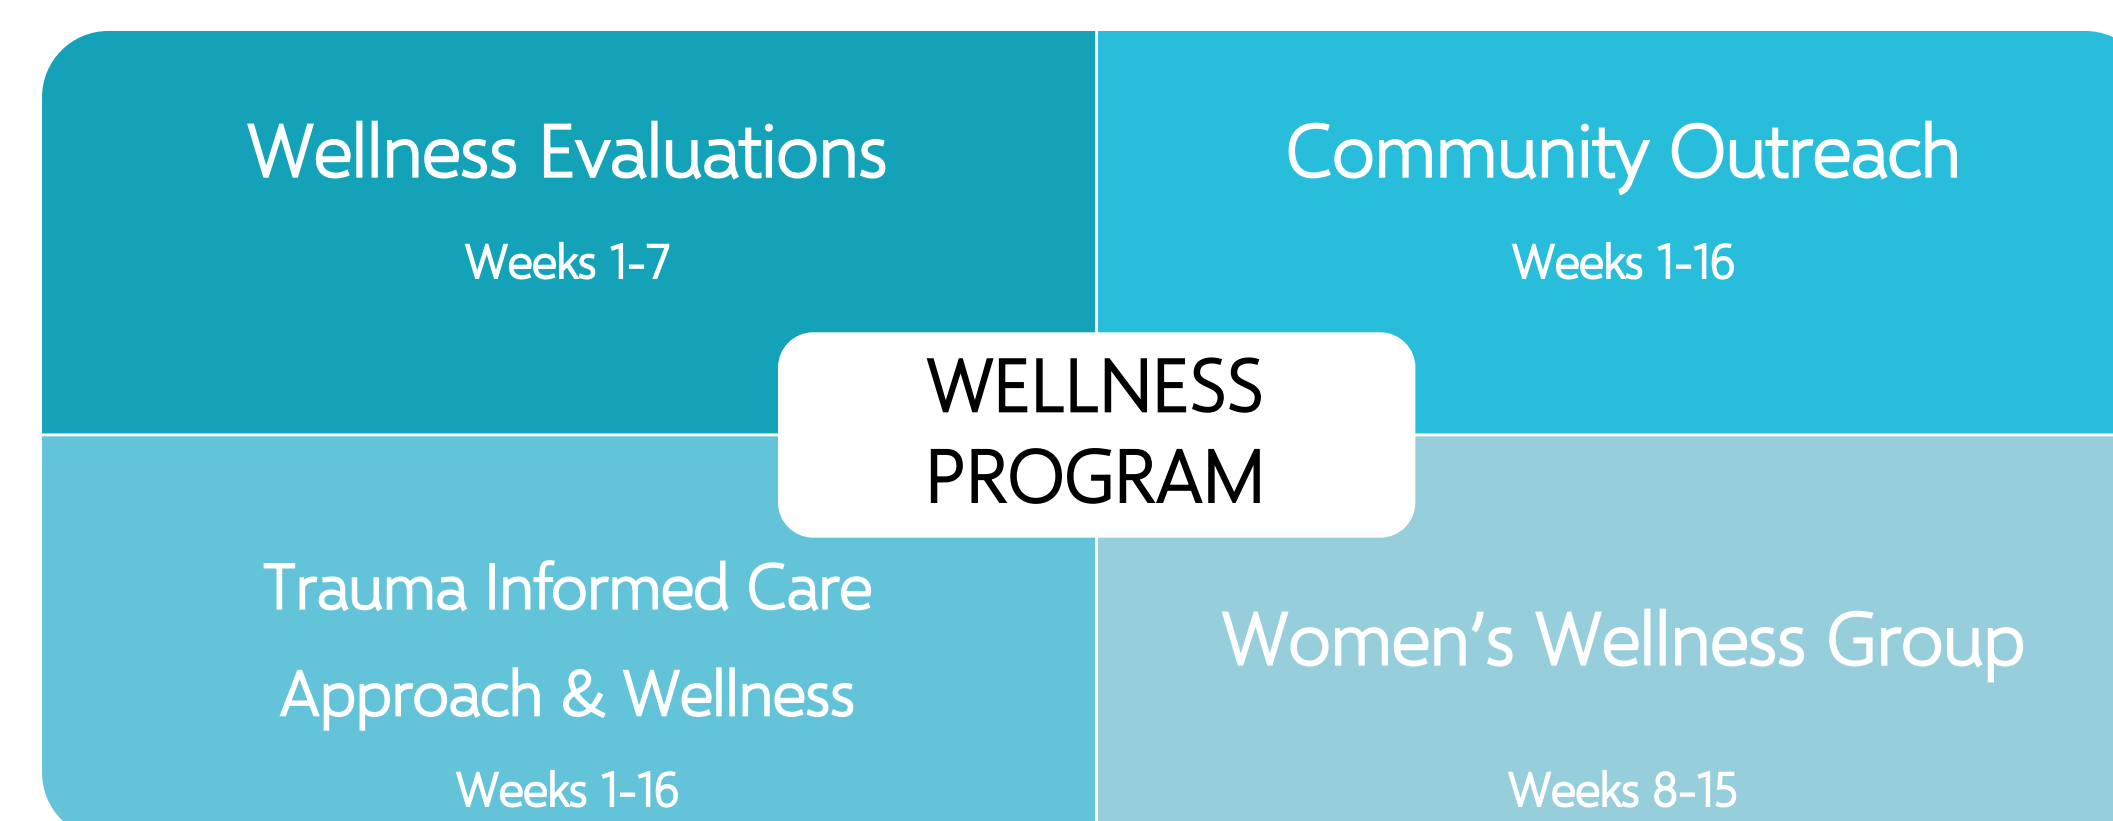 Wellness Evaluations
Weeks 1-7
Community Outreach
Weeks 1-16
WELLNESS
PROGRAM
Trauma Informed Care
Approach & Wellness
Weeks 1-16
Women's Wellness Group
Weeks 8-15